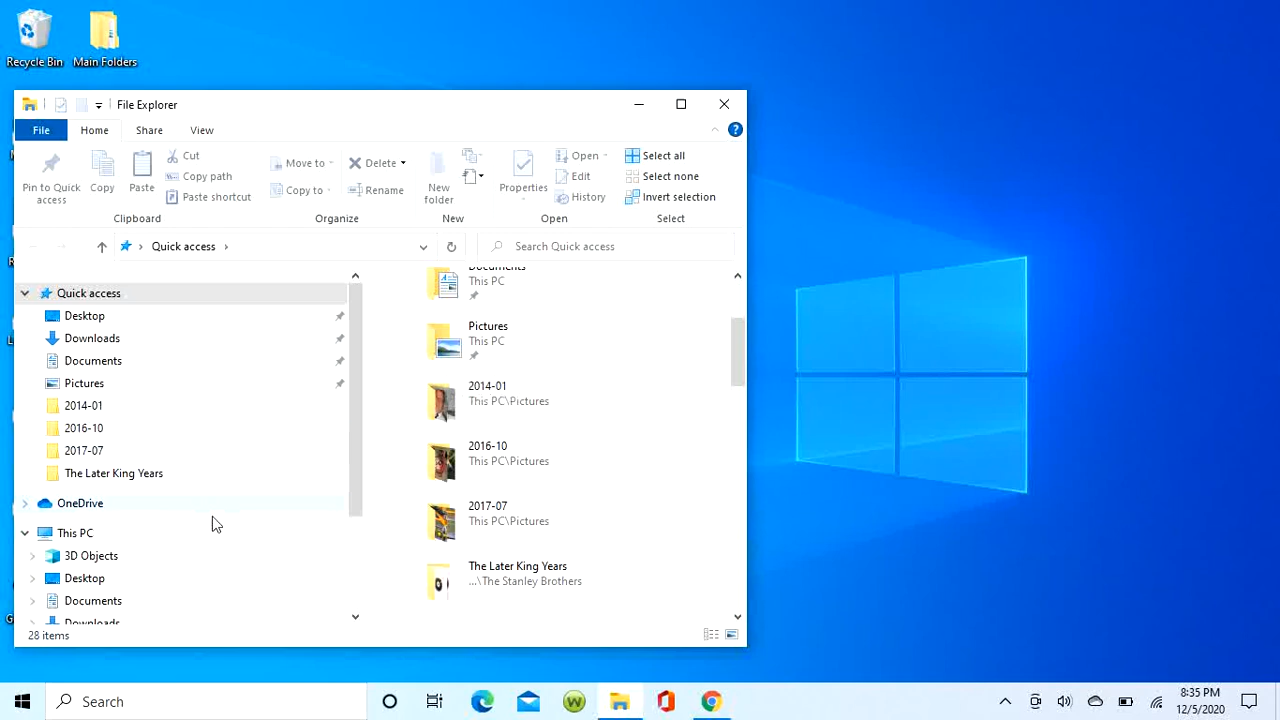 Recycle Bin
Main Folders
File Explorer
File
Home
Share
View
Pin to Quick
access
Copy
Paste
Cut
Copy path
Paste shortcut
Clipboard
Move to
Copy to
Delete
Rename
Organize
New
folder
New
Properties
Open
Edit
History
Open
Select all
Select none
Invert selection
Select
Quick access
Search Quick access
Quick access
Desktop
Downloads
Documents
Pictures
2014-01
2016-10
2017-07
The Later King Years
OneDrive
This PC
3D Objects
Desktop
Documents
Downloads
Documents
This PC
Pictures
This PC
2014-01
This PC\Pictures
2016-10
This PC\Pictures
2017-07
This PC\Pictures
The Later King Years
...\The Stanley Brothers
28 items
Search
8:35 PM
12/5/2020